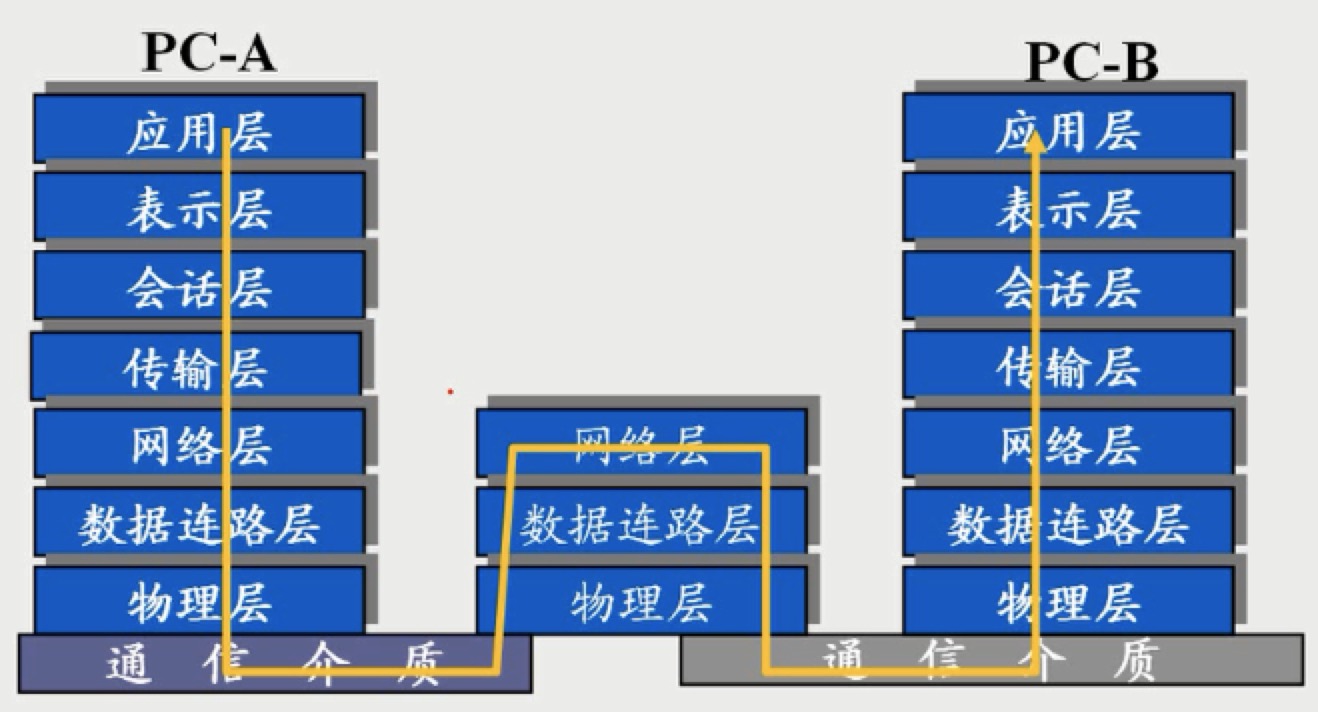 PC-A
应用层
表示层
会话层
传输层
网络层
数据连路层
物理层
通信介质
网络层
数据连路层
物理层
PC-B
应用层
表示层
会话层
传输层
网络层
数据连路层
物理层
通信介质